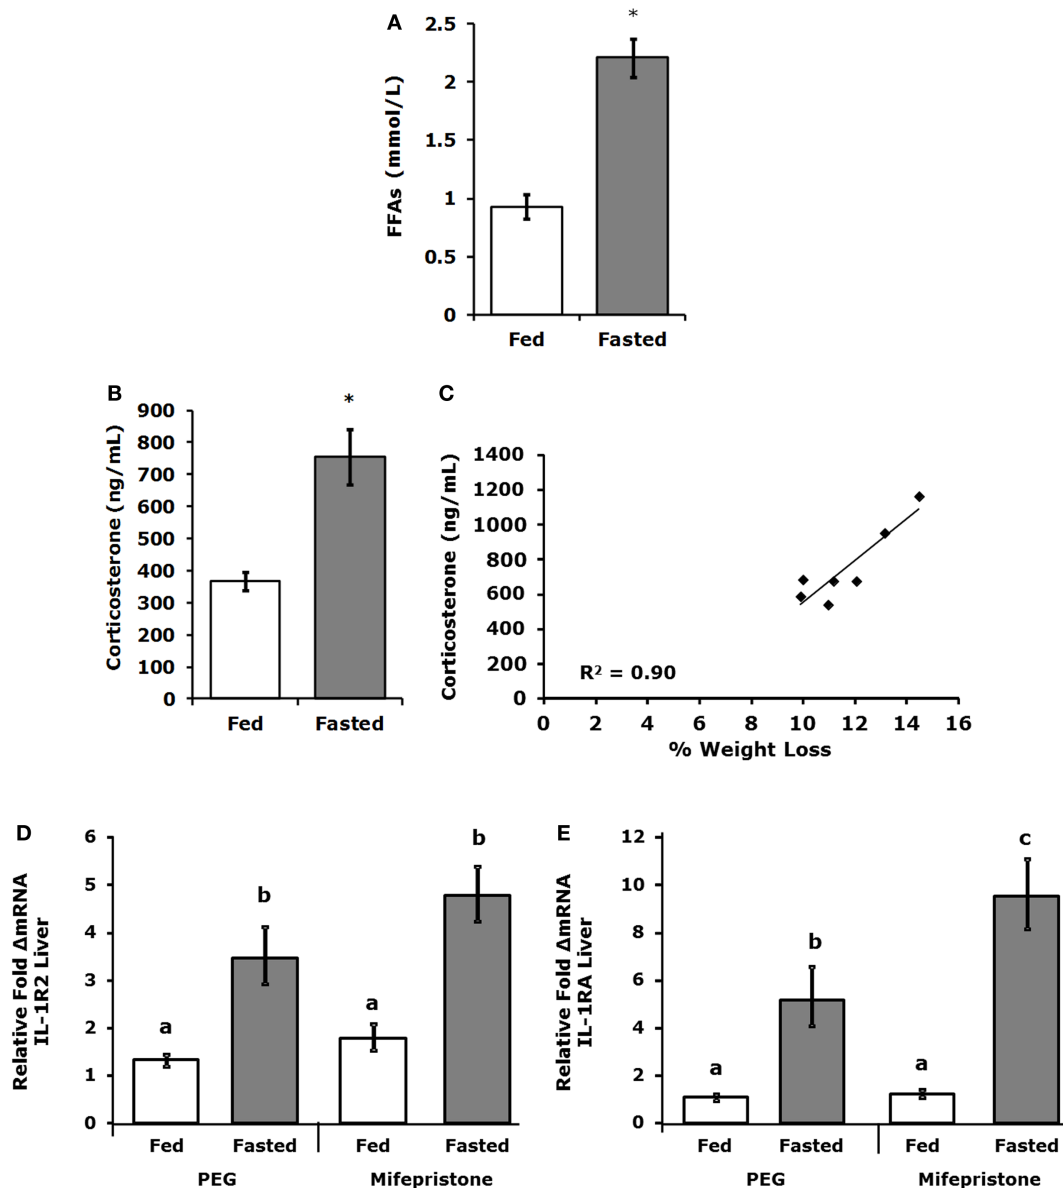 A
FFAs (mmol/L)
*
2.5
2
1.5
1
0.5
0
Fed Fasted
B
Corticosterone (ng/mL)
*
900
800
700
600
500
400
300
200
100
0
Fed Fasted
C
Corticosterone (ng/mL)
1400
1200
1000
800
600
400
200
0
R² = 0.90
0 2 4 6 8 10 12 14 16
% Weight Loss
D
Relative Fold ΔmRNA
IL-1R2 Liver
6
5
4
3
2
1
0
a b a b
Fed Fasted Fed Fasted
PEG Mifepristone
E
Relative Fold ΔmRNA
IL-1RA Liver
12
10
8
6
4
2
0
a b a c
Fed Fasted Fed Fasted
PEG Mifepristone